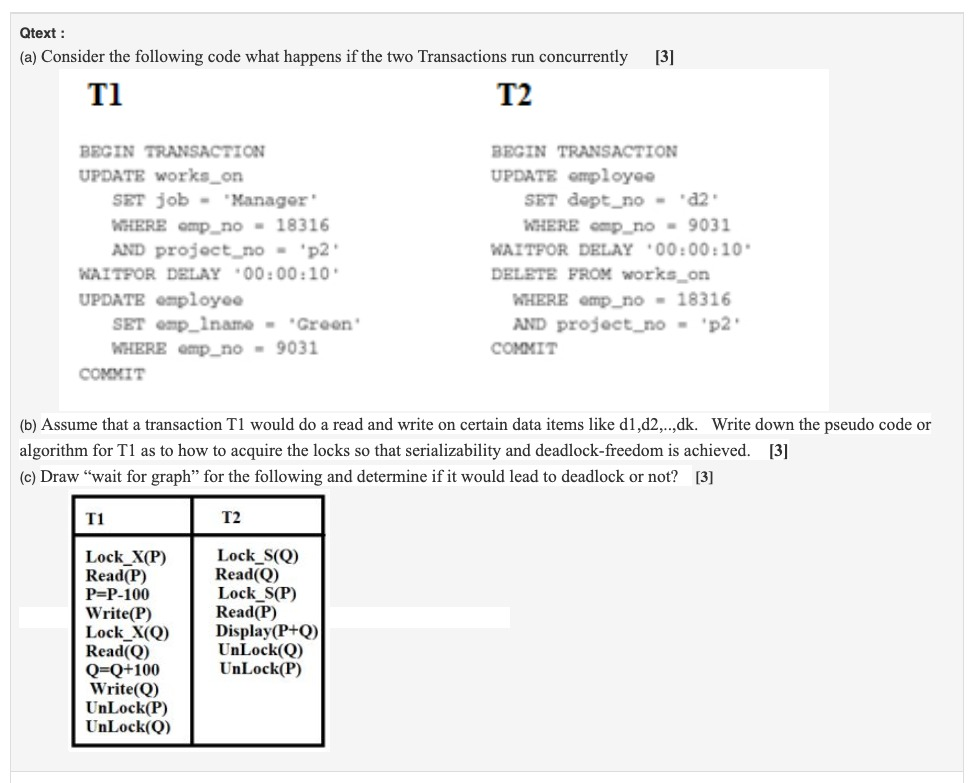 Qtext :
(a) Consider the following code what happens if the two Transactions run concurrently [3]
T1
BEGIN TRANSACTION
UPDATE works_on
SET job = 'Manager'
WHERE emp_no = 18316
AND project_no = 'p2'
WAITFOR DELAY '00:00:10'
UPDATE employee
SET emp_lname = 'Green'
WHERE emp_no = 9031
COMMIT
T2
BEGIN TRANSACTION
UPDATE employee
SET dept_no = 'd2'
WHERE emp_no = 9031
WAITFOR DELAY '00:00:10'
DELETE FROM works_on
WHERE emp_no = 18316
AND project_no = 'p2'
COMMIT
(b) Assume that a transaction T1 would do a read and write on certain data items like d1,d2,..,dk. Write down the pseudo code or
algorithm for T1 as to how to acquire the locks so that serializability and deadlock-freedom is achieved. [3]
(c) Draw “wait for graph” for the following and determine if it would lead to deadlock or not? [3]
T1
Lock_X(P)
Read(P)
P=P-100
Write(P)
Lock_X(Q)
Read(Q)
Q=Q+100
Write(Q)
UnLock(P)
UnLock(Q)
T2
Lock_S(Q)
Read(Q)
Lock_S(P)
Read(P)
Display(P+Q)
UnLock(Q)
UnLock(P)